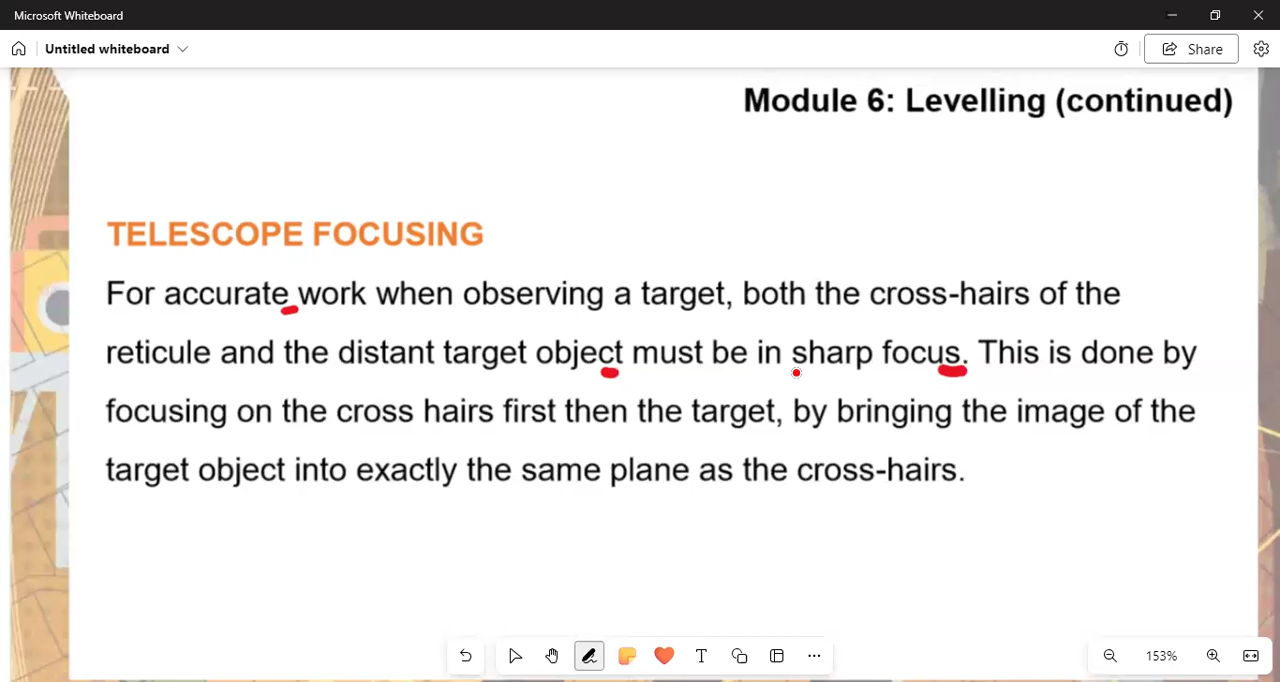 Microsoft Whiteboard
Untitled whiteboard
Share
Module 6: Levelling (continued)
TELESCOPE FOCUSING
For accurate work when observing a target, both the cross-hairs of the
reticule and the distant target object must be in sharp focus. This is done by
focusing on the cross hairs first then the target, by bringing the image of the
target object into exactly the same plane as the cross-hairs.
T
153%